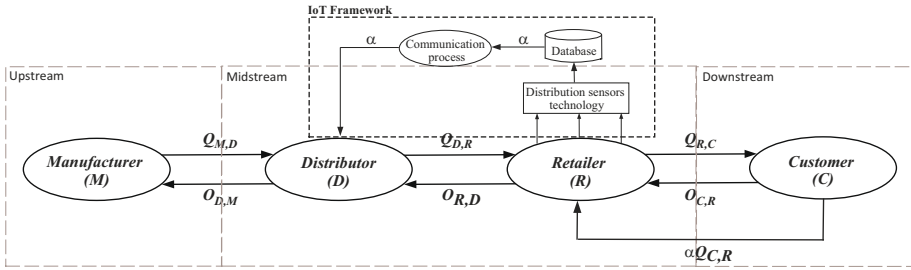 IoT Framework
α
Communication
process
α
Database
Upstream
Midstream
Downstream
Distribution sensors
technology
Q_{M,D}
Q_{D,R}
Q_{R,C}
Manufacturer
(M)
Distributor
(D)
Retailer
(R)
Customer
(C)
O_{D,M}
O_{R,D}
O_{C,R}
αQ_{C,R}